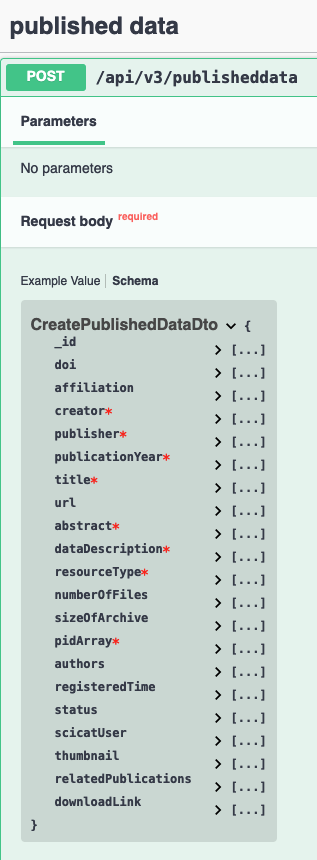 published data
POST /api/v3/publisheddata
Parameters
No parameters
Request body required
Example Value Schema
CreatePublishedDataDto {
_id [...]
doi [...]
affiliation [...]
creator* [...]
publisher* [...]
publicationYear* [...]
title* [...]
url [...]
abstract* [...]
dataDescription* [...]
resourceType* [...]
numberOfFiles [...]
sizeOfArchive [...]
pidArray* [...]
authors [...]
registeredTime [...]
status [...]
scicatUser [...]
thumbnail [...]
relatedPublications [...]
downloadLink [...]
}